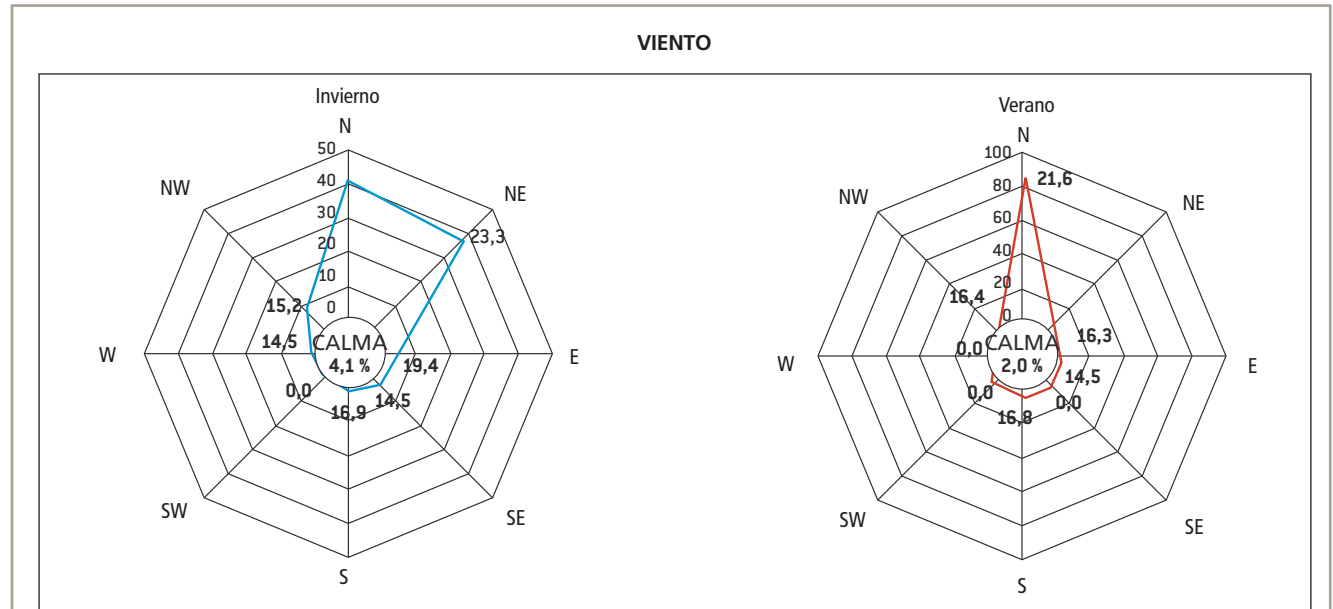 VIENTO
Invierno
N
50
40
30
20
10
0
NW
NE
23,3
15,2
14,5
CALMA
4,1 %
W
E
19,4
14,5
0,0
16,9
SW
SE
S
Verano
N
100
80
60
40
20
0
21,6
NW
NE
16,4
16,3
0,0
CALMA
2,0 %
W
E
14,5
0,0
0,0
16,8
SW
SE
S